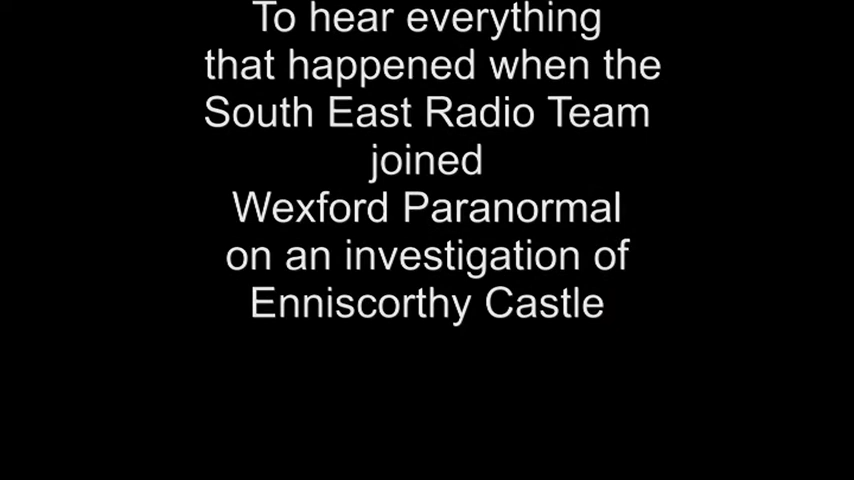 To hear everything
that happened when the
South East Radio Team
joined
Wexford Paranormal
on an investigation of
Enniscorthy Castle